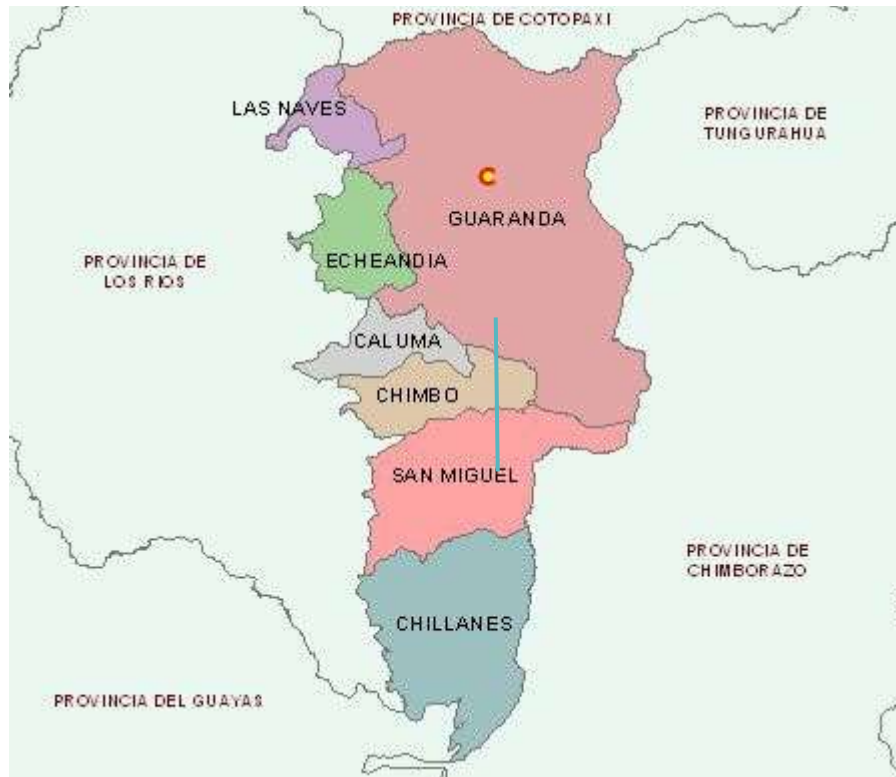 PROVINCIA DE COTOPAXI
LAS NAVES
PROVINCIA DE
TUNGURAHUA
C
GUARANDA
ECHEANDIA
PROVINCIA DE
LOS RIOS
CALUMA
CHIMBO
SAN MIGUEL
PROVINCIA DE
CHIMBORAZO
CHILLANES
PROVINCIA DEL GUAYAS